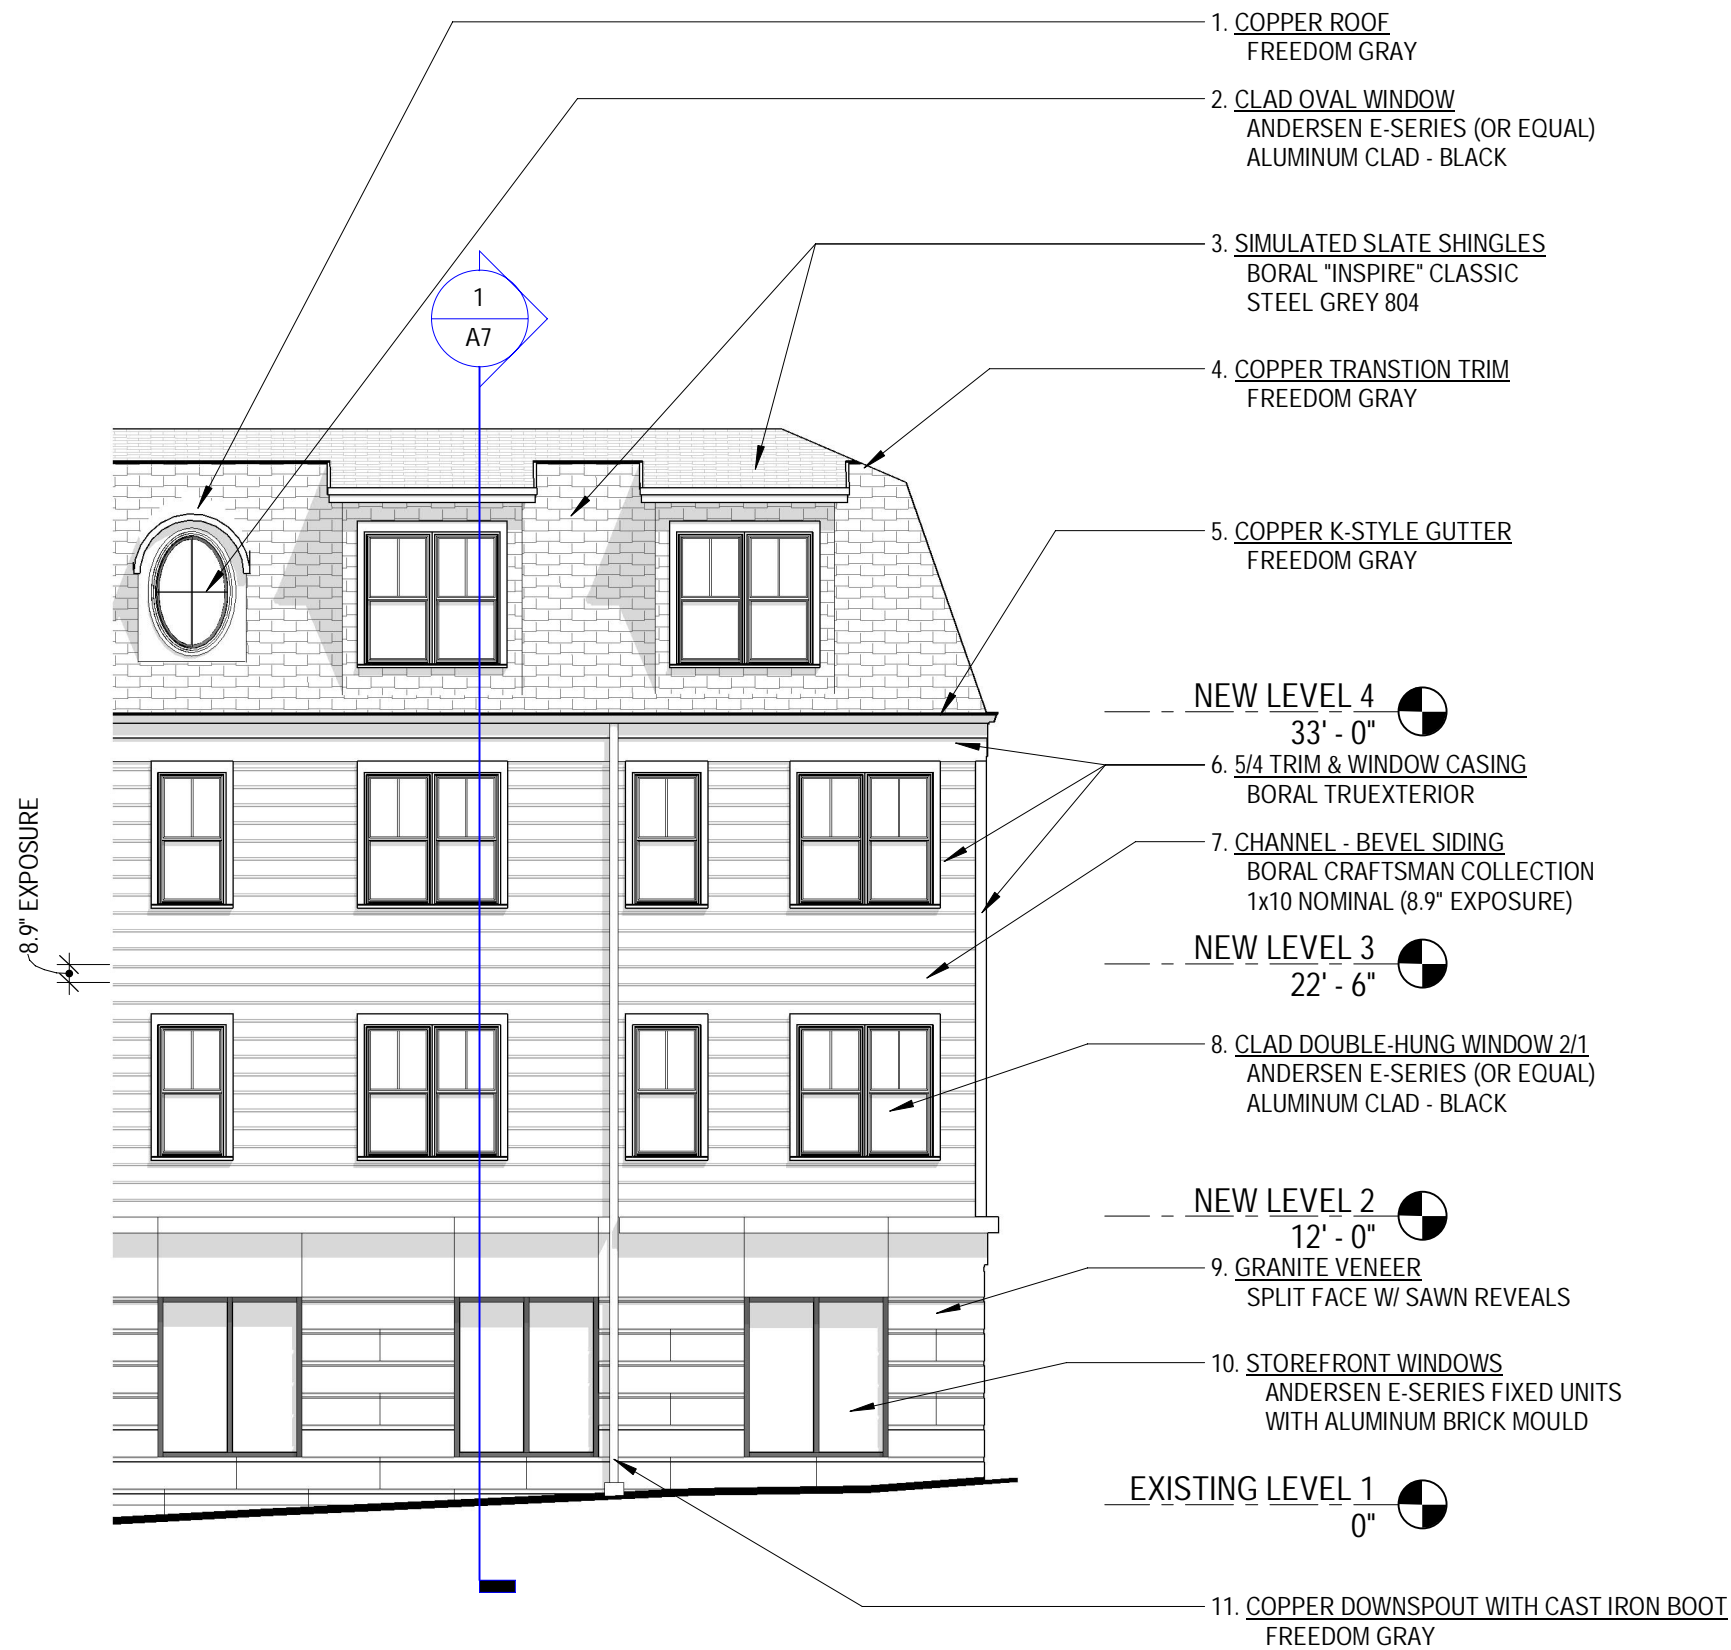 1. COPPER ROOF
FREEDOM GRAY
2. CLAD OVAL WINDOW
ANDERSEN E-SERIES (OR EQUAL)
ALUMINUM CLAD - BLACK
3. SIMULATED SLATE SHINGLES
BORAL "INSPIRE" CLASSIC
STEEL GREY 804
1
A7
4. COPPER TRANSTION TRIM
FREEDOM GRAY
5. COPPER K-STYLE GUTTER
FREEDOM GRAY
NEW LEVEL 4
33' - 0"
6. 5/4 TRIM & WINDOW CASING
BORAL TRUEXTERIOR
7. CHANNEL - BEVEL SIDING
BORAL CRAFTSMAN COLLECTION
1x10 NOMINAL (8.9" EXPOSURE)
8.9" EXPOSURE
NEW LEVEL 3
22' - 6"
8. CLAD DOUBLE-HUNG WINDOW 2/1
ANDERSEN E-SERIES (OR EQUAL)
ALUMINUM CLAD - BLACK
NEW LEVEL 2
12' - 0"
9. GRANITE VENEER
SPLIT FACE W/ SAWN REVEALS
10. STOREFRONT WINDOWS
ANDERSEN E-SERIES FIXED UNITS
WITH ALUMINUM BRICK MOULD
EXISTING LEVEL 1
0"
11. COPPER DOWNSPOUT WITH CAST IRON BOOT
FREEDOM GRAY